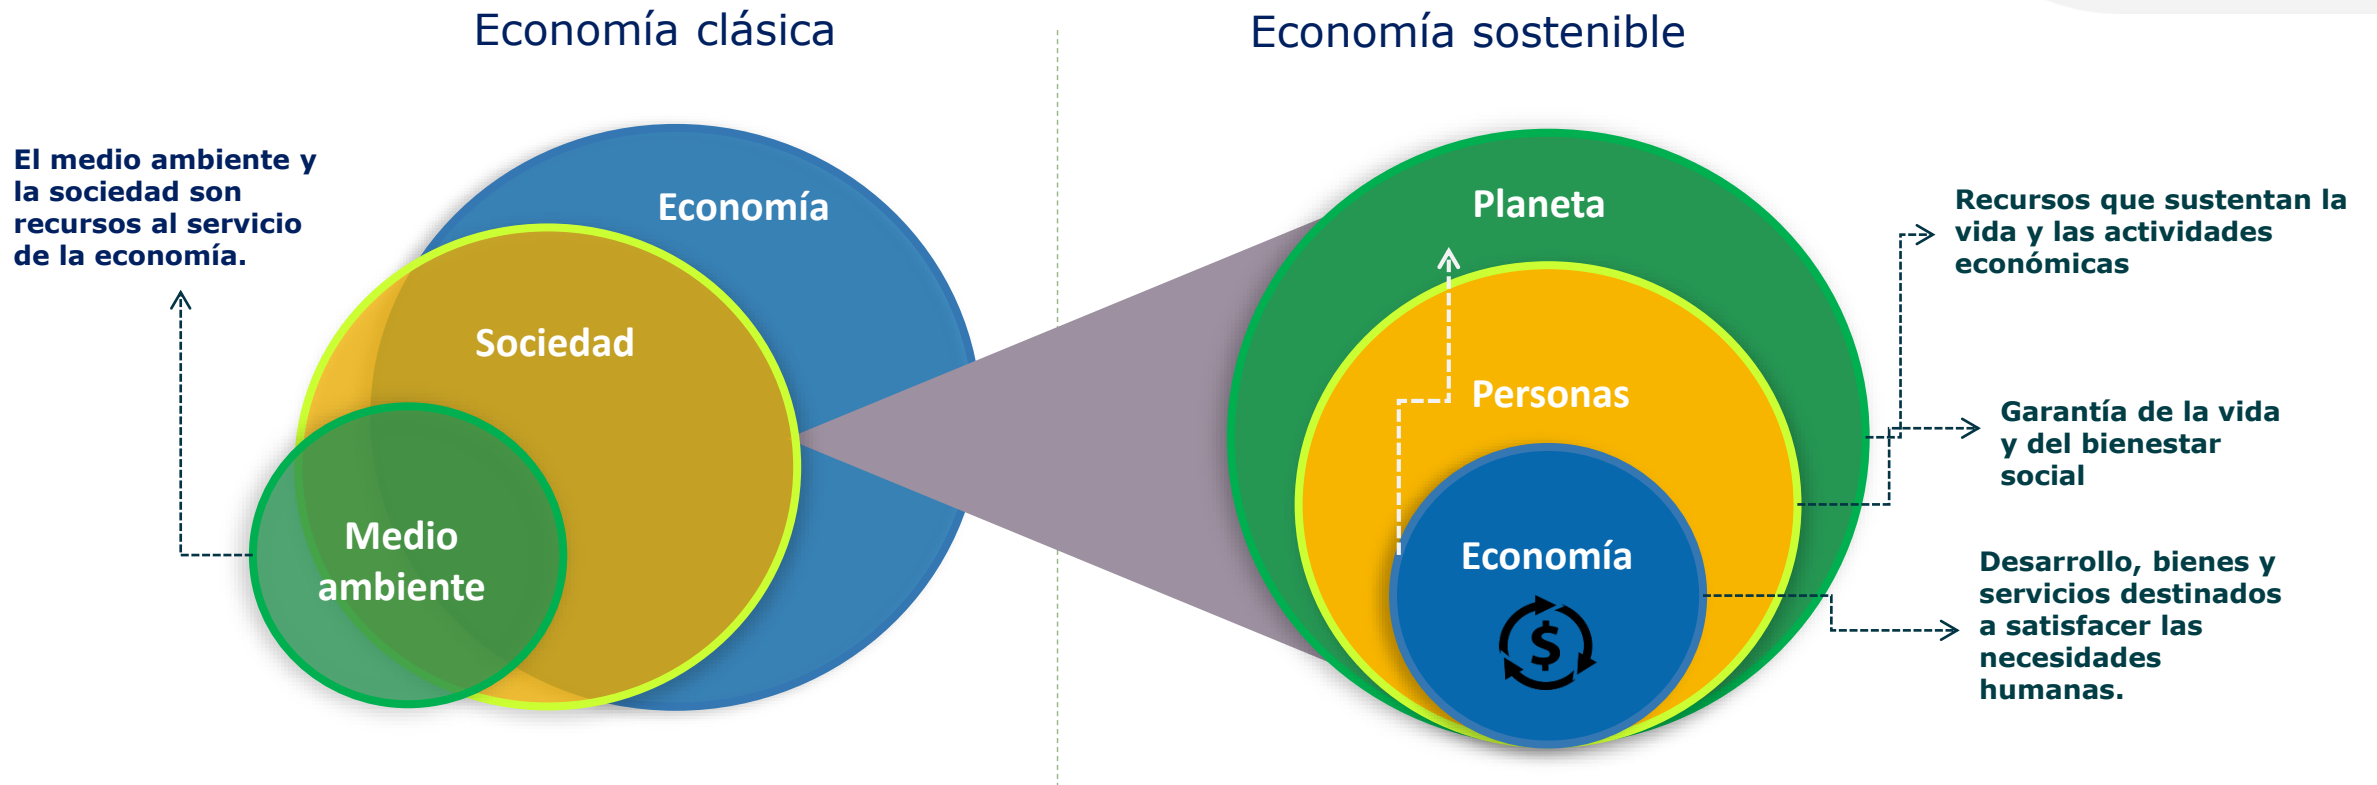 Economía clásica
El medio ambiente y
la sociedad son
recursos al servicio
de la economía.
Economía
Sociedad
Medio
ambiente
Economía sostenible
Planeta
Personas
Economía
$
Recursos que sustentan la
vida y las actividades
económicas
Garantía de la vida
y del bienestar
social
Desarrollo, bienes y
servicios destinados
a satisfacer las
necesidades
humanas.